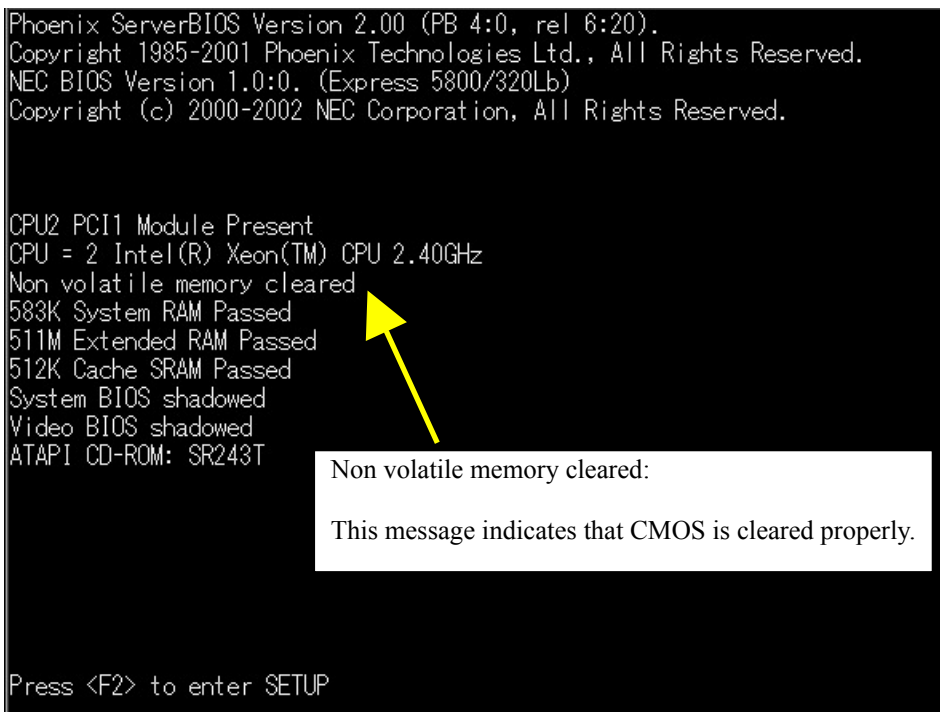 Phoenix ServerBIOS Version 2.00 (PB 4:0, rel 6:20).
Copyright 1985-2001 Phoenix Technologies Ltd., All Rights Reserved.
NEC BIOS Version 1.0:0. (Express 5800/320Lb)
Copyright (c) 2000-2002 NEC Corporation, All Rights Reserved.
CPU2 PCI1 Module Present
CPU = 2 Intel(R) Xeon(TM) CPU 2.40GHz
Non volatile memory cleared
583K System RAM Passed
511M Extended RAM Passed
512K Cache SRAM Passed
System BIOS shadowed
Video BIOS shadowed
ATAPI CD-ROM: SR243T
Non volatile memory cleared:
This message indicates that CMOS is cleared properly.
Press <F2> to enter SETUP